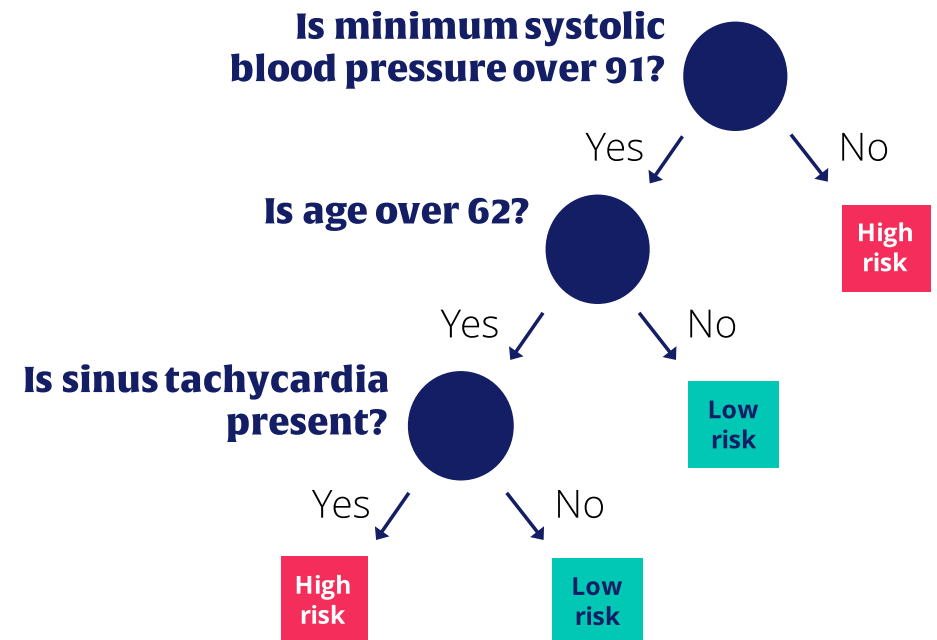 Is minimum systolic
blood pressure over 91?
Yes
No
Is age over 62?
High
risk
Yes
No
Is sinus tachycardia
present?
Low
risk
Yes
No
High
risk
Low
risk